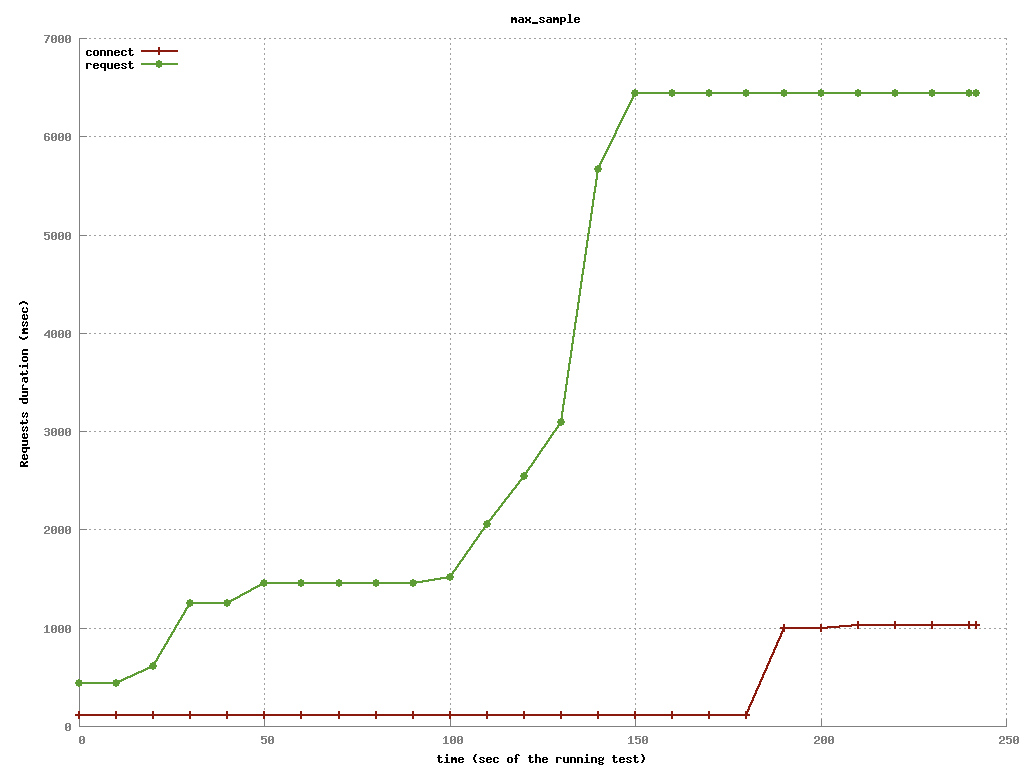 max_sample
7000
connect
request
6000
5000
4000
Requests duration (msec)
3000
2000
1000
0
0 50 100 150 200 250
time (sec of the running test)